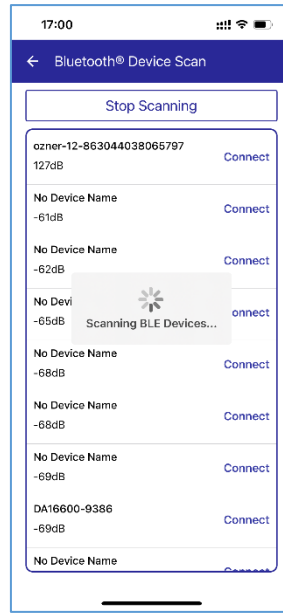 17:00
← Bluetooth® Device Scan
Stop Scanning
ozner-12-863044038065797
127dB
Connect
No Device Name
-61dB
Connect
No Device Name
-62dB
Connect
No Devi
-65dB
onnect
Scanning BLE Devices...
No Device Name
-68dB
Connect
No Device Name
-68dB
Connect
No Device Name
-69dB
Connect
DA16600-9386
-69dB
Connect
No Device Name
Connect